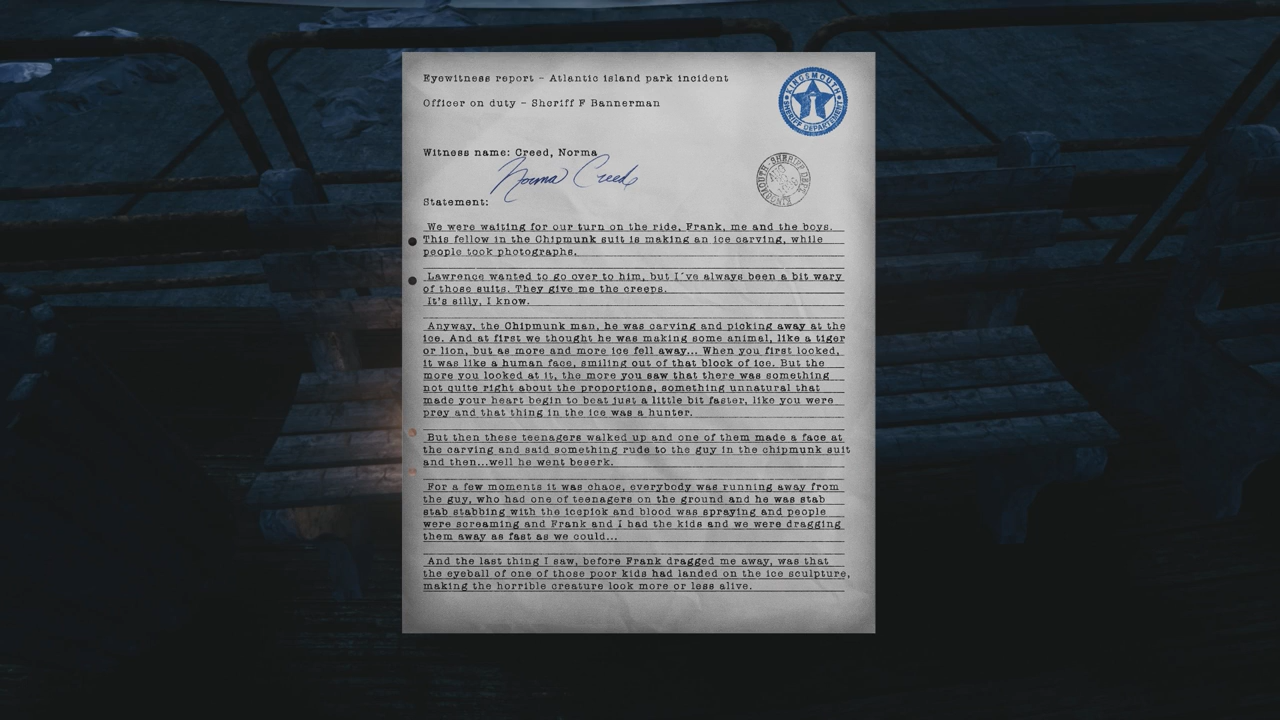 Eyewitness report – Atlantic island park incident
KINGSMOUTH
SHERIFF DEPARTEMENT
Officer on duty – Sheriff F Bannerman
Witness name: Creed, Norma
Norma Creed
Statement:
We were waiting for our turn on the ride, Frank, me and the boys.
This fellow in the Chipmunk suit is making an ice carving, while
people took photographs.
Lawrence wanted to go over to him, but I´ve always been a bit wary
of those suits. They give me the creeps.
It's silly, I know.
Anyway, the Chipmunk man, he was carving and picking away at the
ice. And at first we thought he was making some animal, like a tiger
or lion, but as more and more ice fell away... When you first looked,
it was like a human face, smiling out of that block of ice. But the
more you looked at it, the more you saw that there was something
not quite right about the proportions, something unnatural that
made your heart begin to beat just a little bit faster, like you were
prey and that thing in the ice was a hunter.
But then these teenagers walked up and one of them made a face at
the carving and said something rude to the guy in the chipmunk suit
and then...well he went beserk.
For a few moments it was chaos, everybody was running away from
the guy, who had one of teenagers on the ground and he was stab
stab stabbing with the icepick and blood was spraying and people
were screaming and Frank and I had the kids and we were dragging
them away as fast as we could...
And the last thing I saw, before Frank dragged me away, was that
the eyeball of one of those poor kids had landed on the ice sculpture,
making the horrible creature look more or less alive.